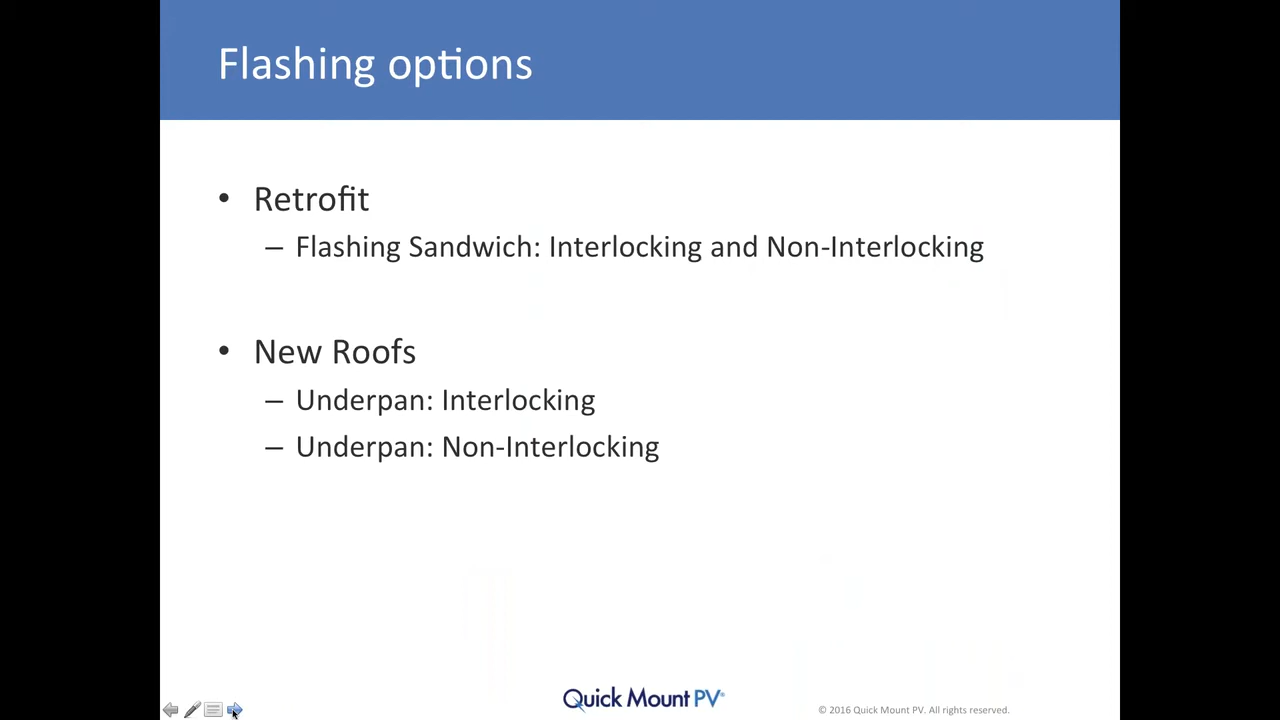 Flashing options
• Retrofit
– Flashing Sandwich: Interlocking and Non-Interlocking
• New Roofs
– Underpan: Interlocking
– Underpan: Non-Interlocking
Quick Mount PV®
© 2016 Quick Mount PV. All rights reserved.